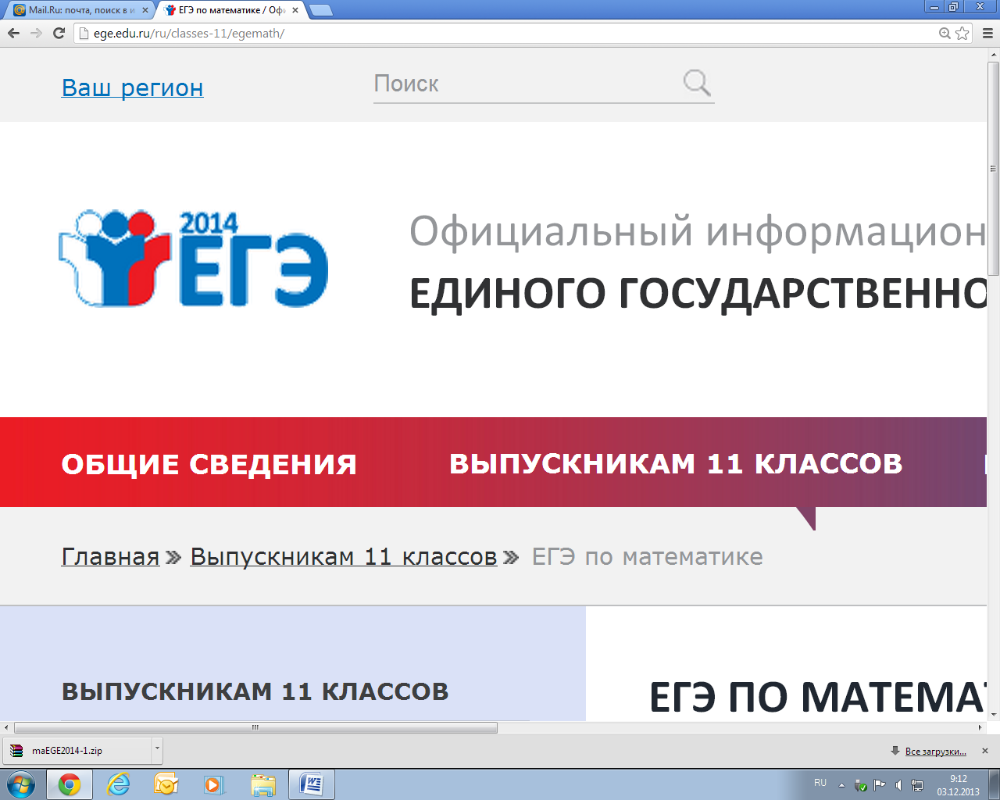 Mail.Ru: почта, поиск в и
ЕГЭ по математике / Офи
ege.edu.ru/ru/classes-11/egemath/
Ваш регион
Поиск
2014
ЕГЭ
Официальный информацион
ЕДИНОГО ГОСУДАРСТВЕННО
ОБЩИЕ СВЕДЕНИЯ
ВЫПУСКНИКАМ 11 КЛАССОВ
Главная » Выпускникам 11 классов » ЕГЭ по математике
ВЫПУСКНИКАМ 11 КЛАССОВ
ЕГЭ ПО МАТЕМАТ
maEGE2014-1.zip
Все загрузки...
RU
9:12
03.12.2013